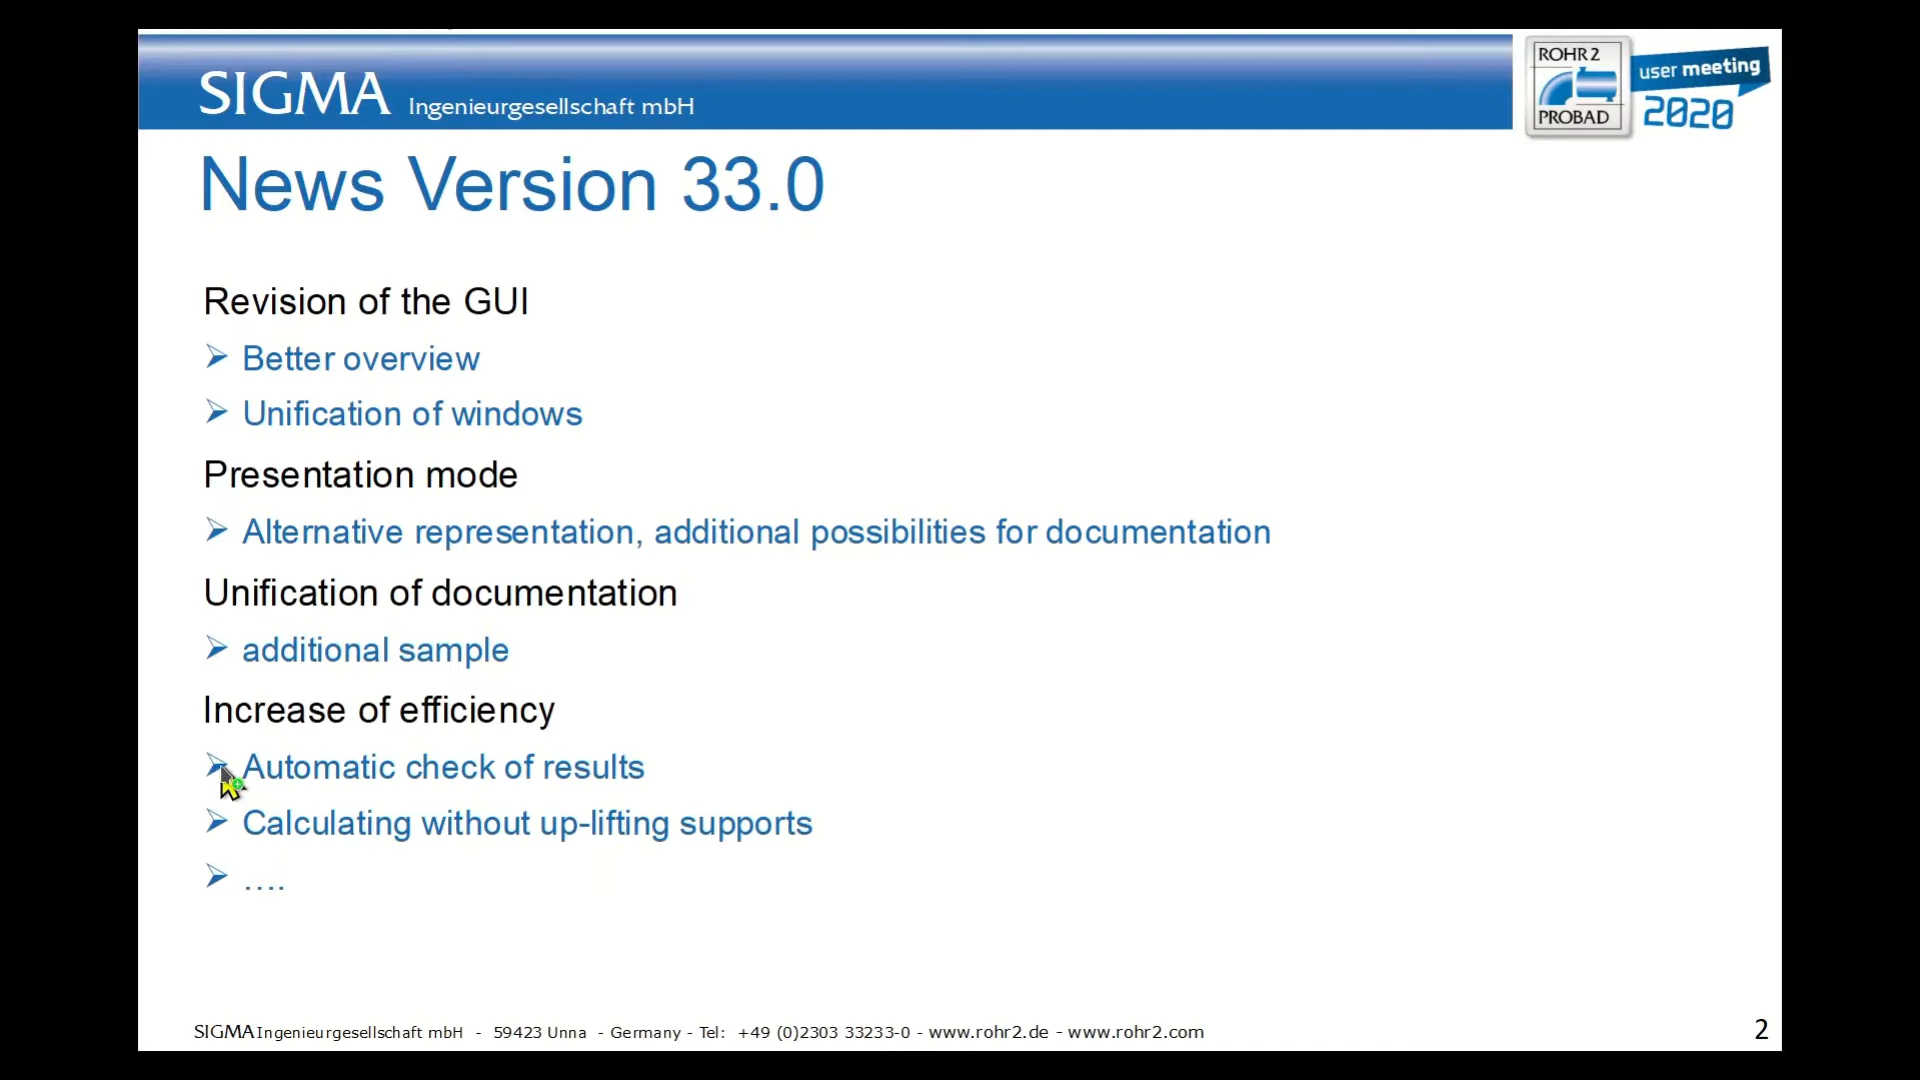 SIGMA Ingenieurgesellschaft mbH
ROHR2
PROBAD
user meeting
2020
News Version 33.0
Revision of the GUI
Better overview
Unification of windows
Presentation mode
Alternative representation, additional possibilities for documentation
Unification of documentation
additional sample
Increase of efficiency
Automatic check of results
Calculating without up-lifting supports
….
SIGMA Ingenieurgesellschaft mbH - 59423 Unna - Germany - Tel: +49 (0)2303 33233-0 - www.rohr2.de - www.rohr2.com
2